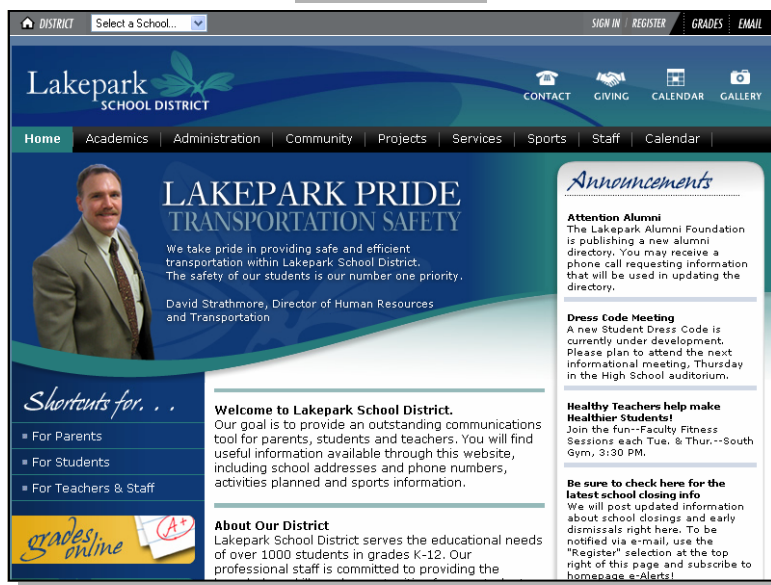 DISTRICT
Select a School...
SIGN IN | REGISTER
GRADES
EMAIL
Lakepark
SCHOOL DISTRICT
CONTACT
GIVING
CALENDAR
GALLERY
Home | Academics | Administration | Community | Projects | Services | Sports | Staff | Calendar |
LAKEPARK PRIDE
TRANSPORTATION SAFETY
We take pride in providing safe and efficient
transportation within Lakepark School District.
The safety of our students is our number one priority.
David Strathmore, Director of Human Resources
and Transportation
Shortcuts for. . .
For Parents
For Students
For Teachers & Staff
grades
online
A+
Welcome to Lakepark School District.
Our goal is to provide an outstanding communications
tool for parents, students and teachers. You will find
useful information available through this website,
including school addresses and phone numbers,
activities planned and sports information.
About Our District
Lakepark School District serves the educational needs
of over 1000 students in grades K-12. Our
professional staff is committed to providing the
Announcements
Attention Alumni
The Lakepark Alumni Foundation
is publishing a new alumni
directory. You may receive a
phone call requesting information
that will be used in updating the
directory.
Dress Code Meeting
A new Student Dress Code is
currently under development.
Please plan to attend the next
informational meeting, Thursday
in the High School auditorium.
Healthy Teachers help make
Healthier Students!
Join the fun--Faculty Fitness
Sessions each Tue. & Thur.--South
Gym, 3:30 PM.
Be sure to check here for the
latest school closing info
We will post updated information
about school closings and early
dismissals right here. To be
notified via e-mail, use the
"Register" selection at the top
right of this page and subscribe to
homepage e-Alerts!